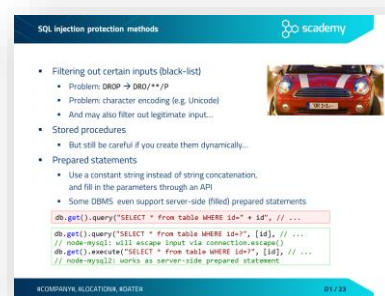 SQL injection protection methods
scademy
Filtering out certain inputs (black-list)
Problem: DROP → DRO/**/P
Problem: character encoding (e.g. Unicode)
And may also filter out legitimate input…
Stored procedures
But still be careful if you create them dynamically…
Prepared statements
Use a constant string instead of string concatenation,
and fill in the parameters through an API
Some DBMS even support server-side (filled) prepared statements
db.get().query("SELECT * from table WHERE id=" + id", // ...
db.get().query("SELECT * from table WHERE id=?", [id], // ...
// node-mysql: will escape input via connection.escape()
db.get().execute("SELECT * from table WHERE id=?", [id], // ...
// node-mysql2: works as server-side prepared statement
#COMPANY#, #LOCATION#, #DATE#
D1 / 23